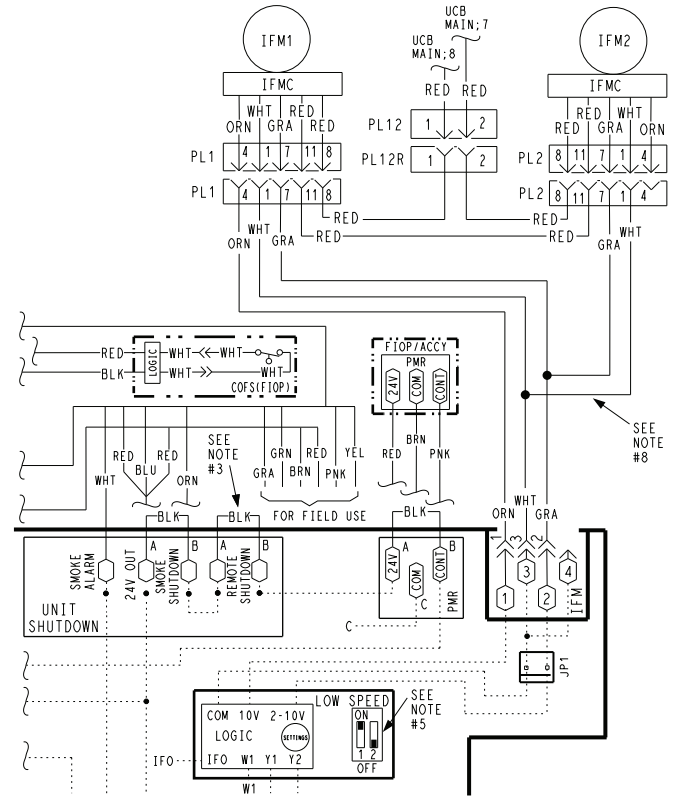 UCB
MAIN;7
UCB
MAIN;8
IFM1
IFM2
IFMC
IFMC
RED RED
WHT RED
ORN GRA RED
RED WHT
RED GRA ORN
PL12 1 2
PL12R 1 2
PL1 4 1 7 11 8
PL1 4 1 7 11 8
PL2 8 11 7 1 4
PL2 8 11 7 1 4
RED
RED
RED
RED
ORN WHT GRA
GRA WHT
RED
BLK
LOGIC
WHT WHT
WHT WHT
COFS(FIOP)
FIOP/ACCY
PMR
24V COM CONT
SEE
NOTE
#8
WHT RED BLU RED ORN
SEE
NOTE
#3
GRA GRN BRN RED PNK YEL
FOR FIELD USE
RED BRN PNK
BLK
BLK
BLK
ORN WHT GRA
1 3 2
SMOKE
ALARM
24V OUT
A B
SMOKE
SHUTDOWN
A B
REMOTE
SHUTDOWN
UNIT
SHUTDOWN
A B
24V COM CONT
C
PMR
C
1 3 2 4
IFM
JP1
LOW SPEED
SEE
NOTE
#5
COM 10V 2-10V
LOGIC
SETTINGS
ON
1 2
OFF
IFO
IFO W1 Y1 Y2
W1